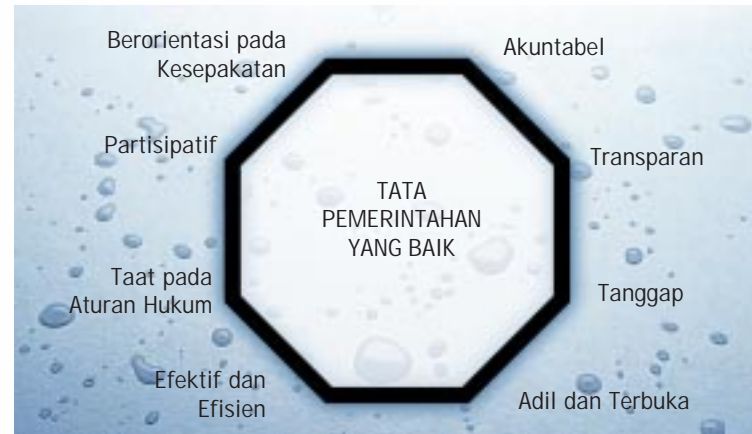 Berorientasi pada
Kesepakatan
Akuntabel
Partisipatif
Transparan
TATA
PEMERINTAHAN
YANG BAIK
Taat pada
Aturan Hukum
Tanggap
Efektif dan
Efisien
Adil dan Terbuka